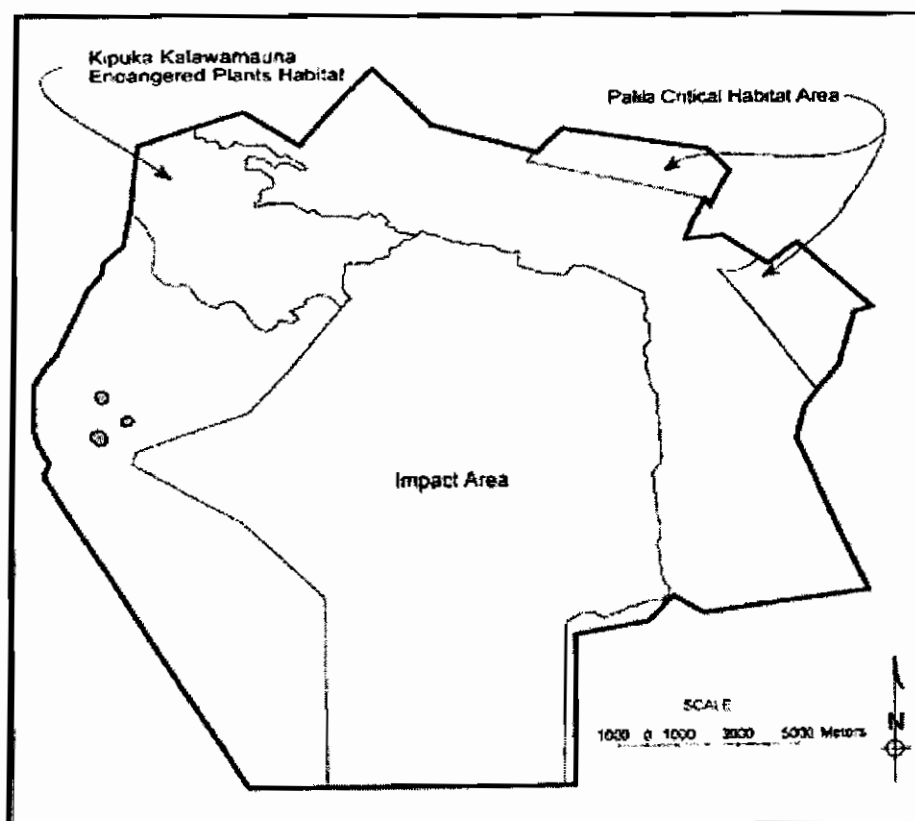 Kipuka Kalawamauna
Endangered Plants Habitat
Palila Critical Habitat Area
Impact Area
SCALE
1000 0 1000 3000 5000 Meters
N